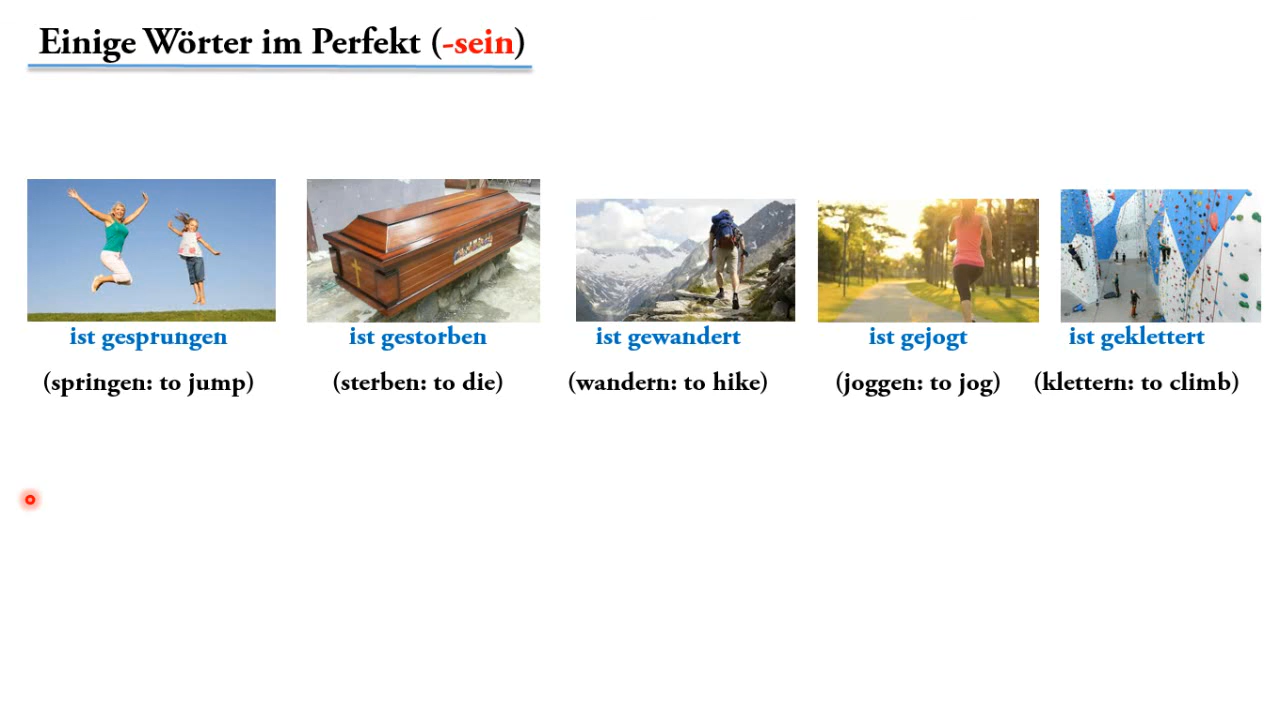 Einige Wörter im Perfekt (-sein)
ist gesprungen
(springen: to jump)
ist gestorben
(sterben: to die)
ist gewandert
(wandern: to hike)
ist gejogt
(joggen: to jog)
ist geklettert
(klettern: to climb)